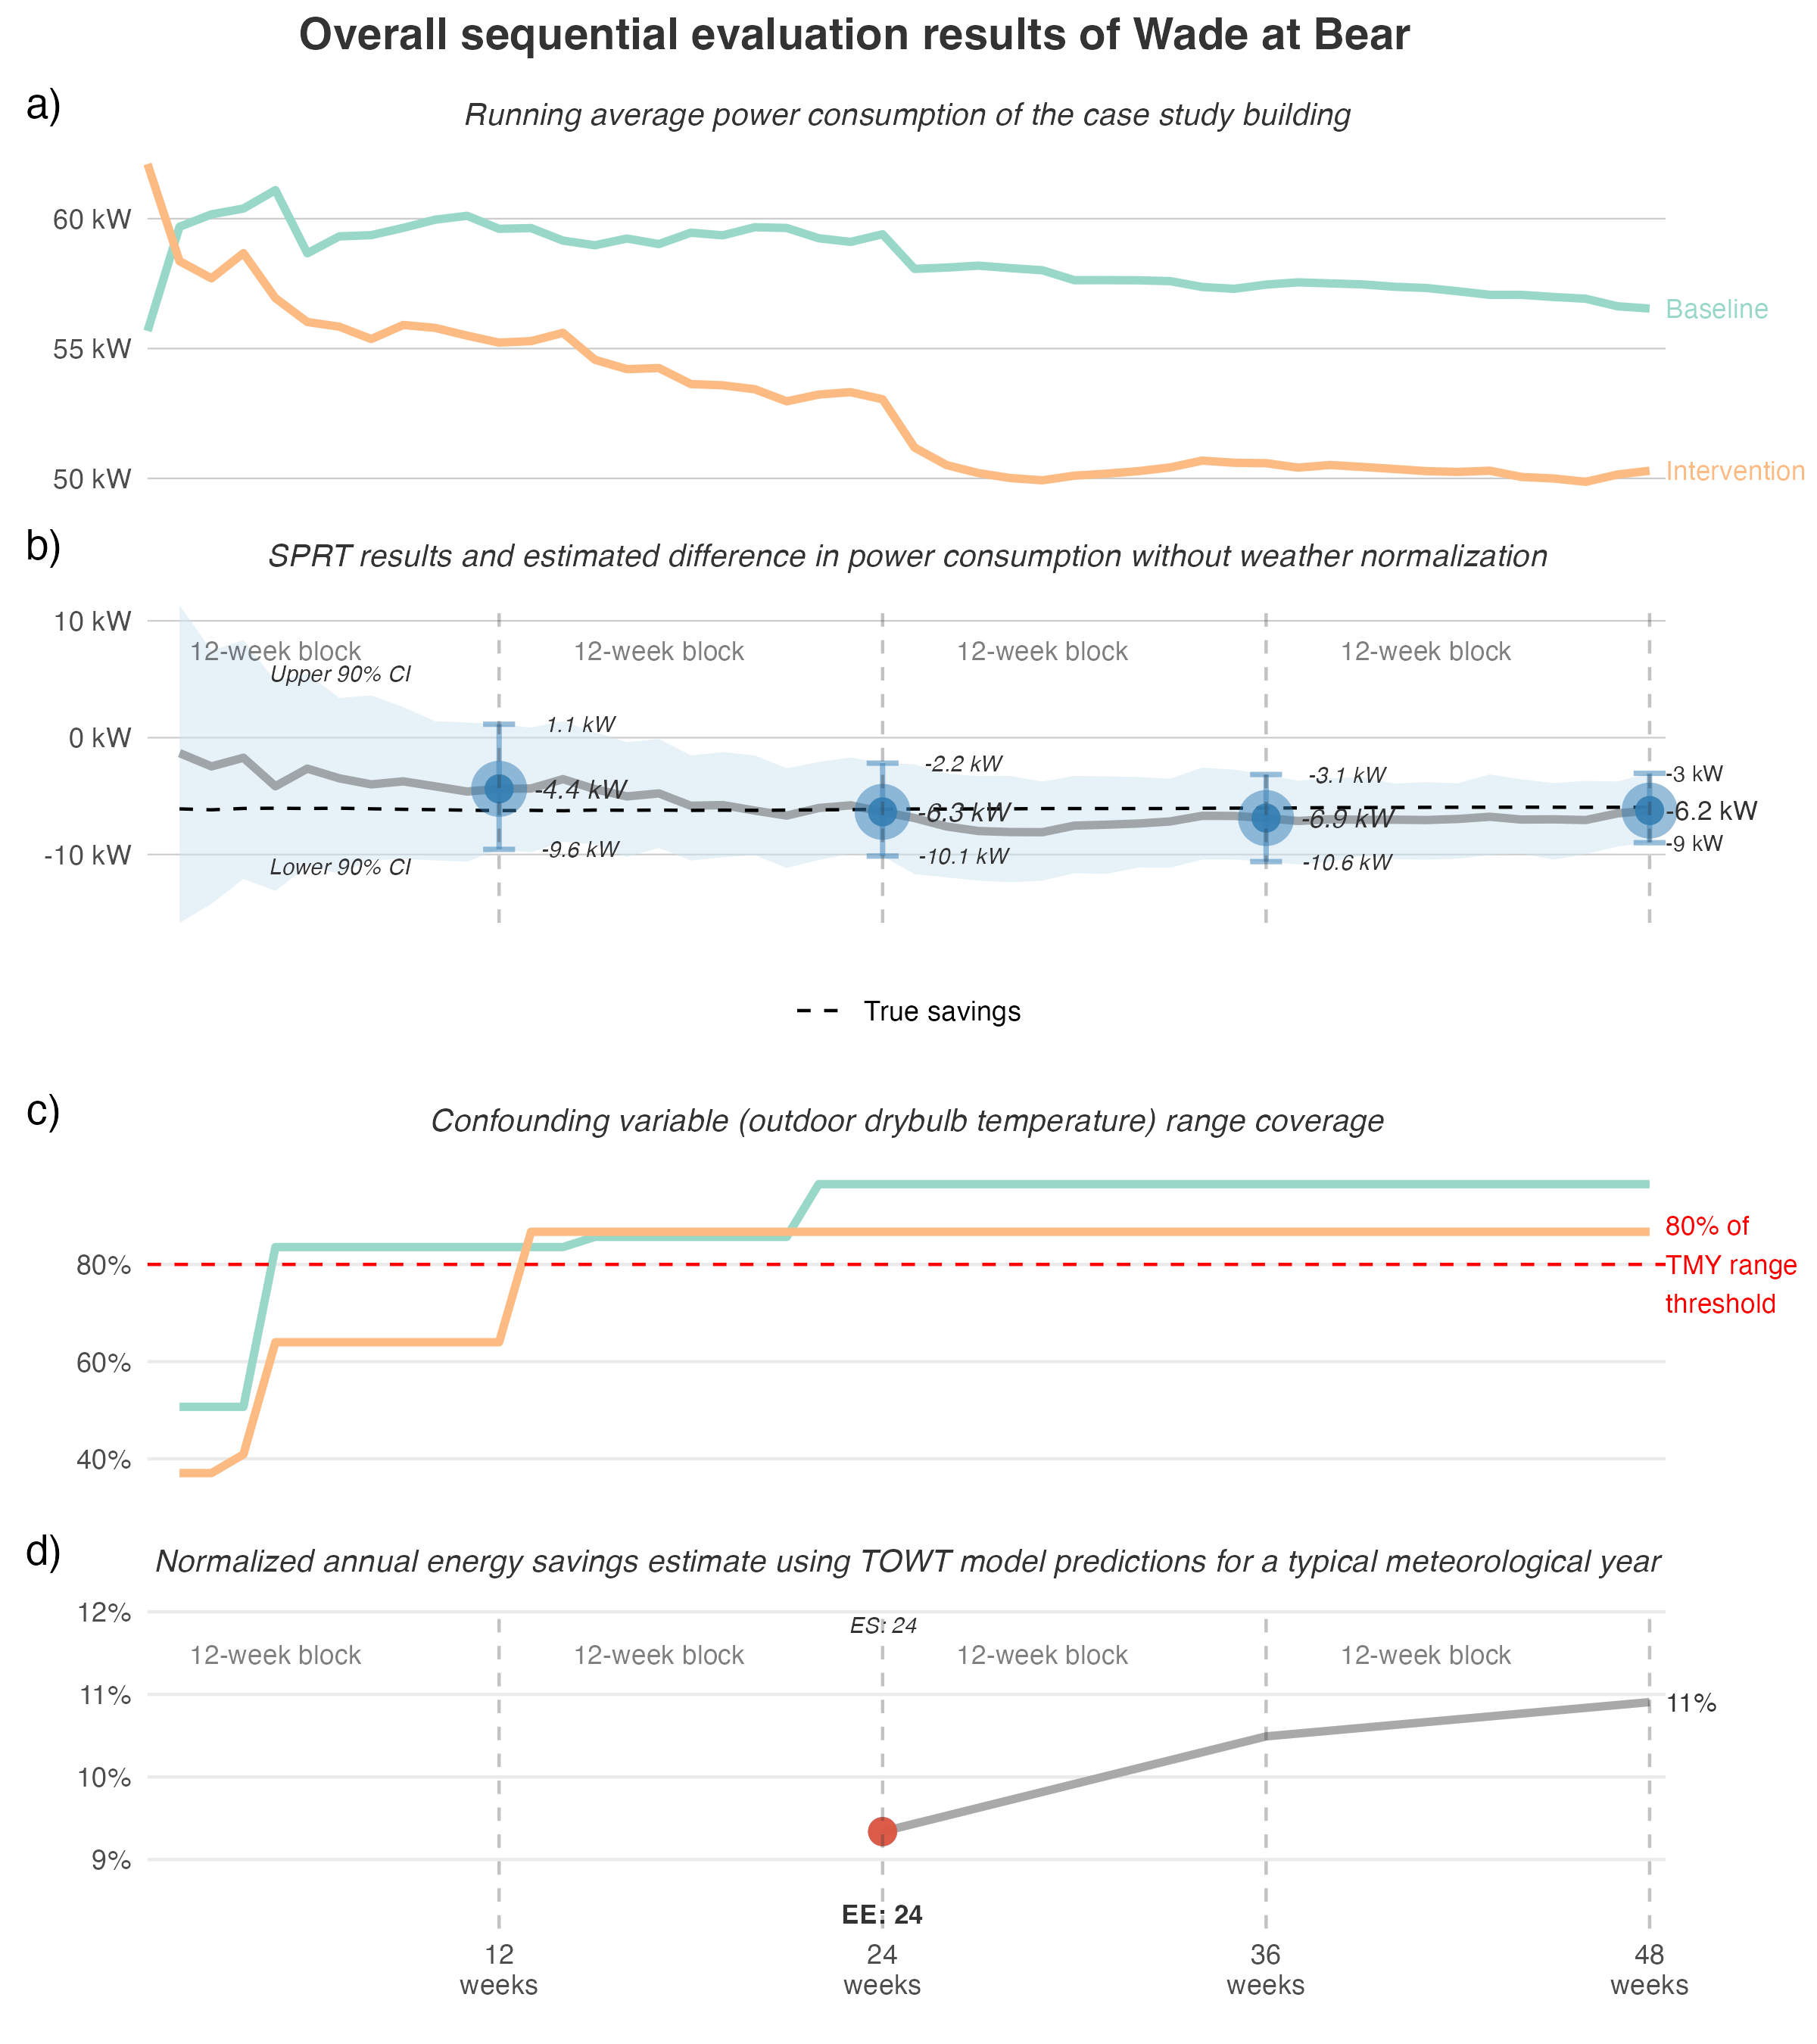 Overall sequential evaluation results of Wade at Bear
a)
Running average power consumption of the case study building
60 kW
55 kW
50 kW
Baseline
Intervention
b)
SPRT results and estimated difference in power consumption without weather normalization
10 kW
0 kW
-10 kW
12-week block
12-week block
12-week block
12-week block
Upper 90% CI
Lower 90% CI
1.1 kW
-4.4 kW
-9.6 kW
-2.2 kW
-6.3 kW
-10.1 kW
-3.1 kW
-6.9 kW
-10.6 kW
-3 kW
-6.2 kW
-9 kW
True savings
c)
Confounding variable (outdoor drybulb temperature) range coverage
80%
60%
40%
80% of
TMY range
threshold
d)
Normalized annual energy savings estimate using TOWT model predictions for a typical meteorological year
12%
11%
10%
9%
ES: 24
12-week block
12-week block
12-week block
12-week block
11%
EE: 24
12
weeks
24
weeks
36
weeks
48
weeks